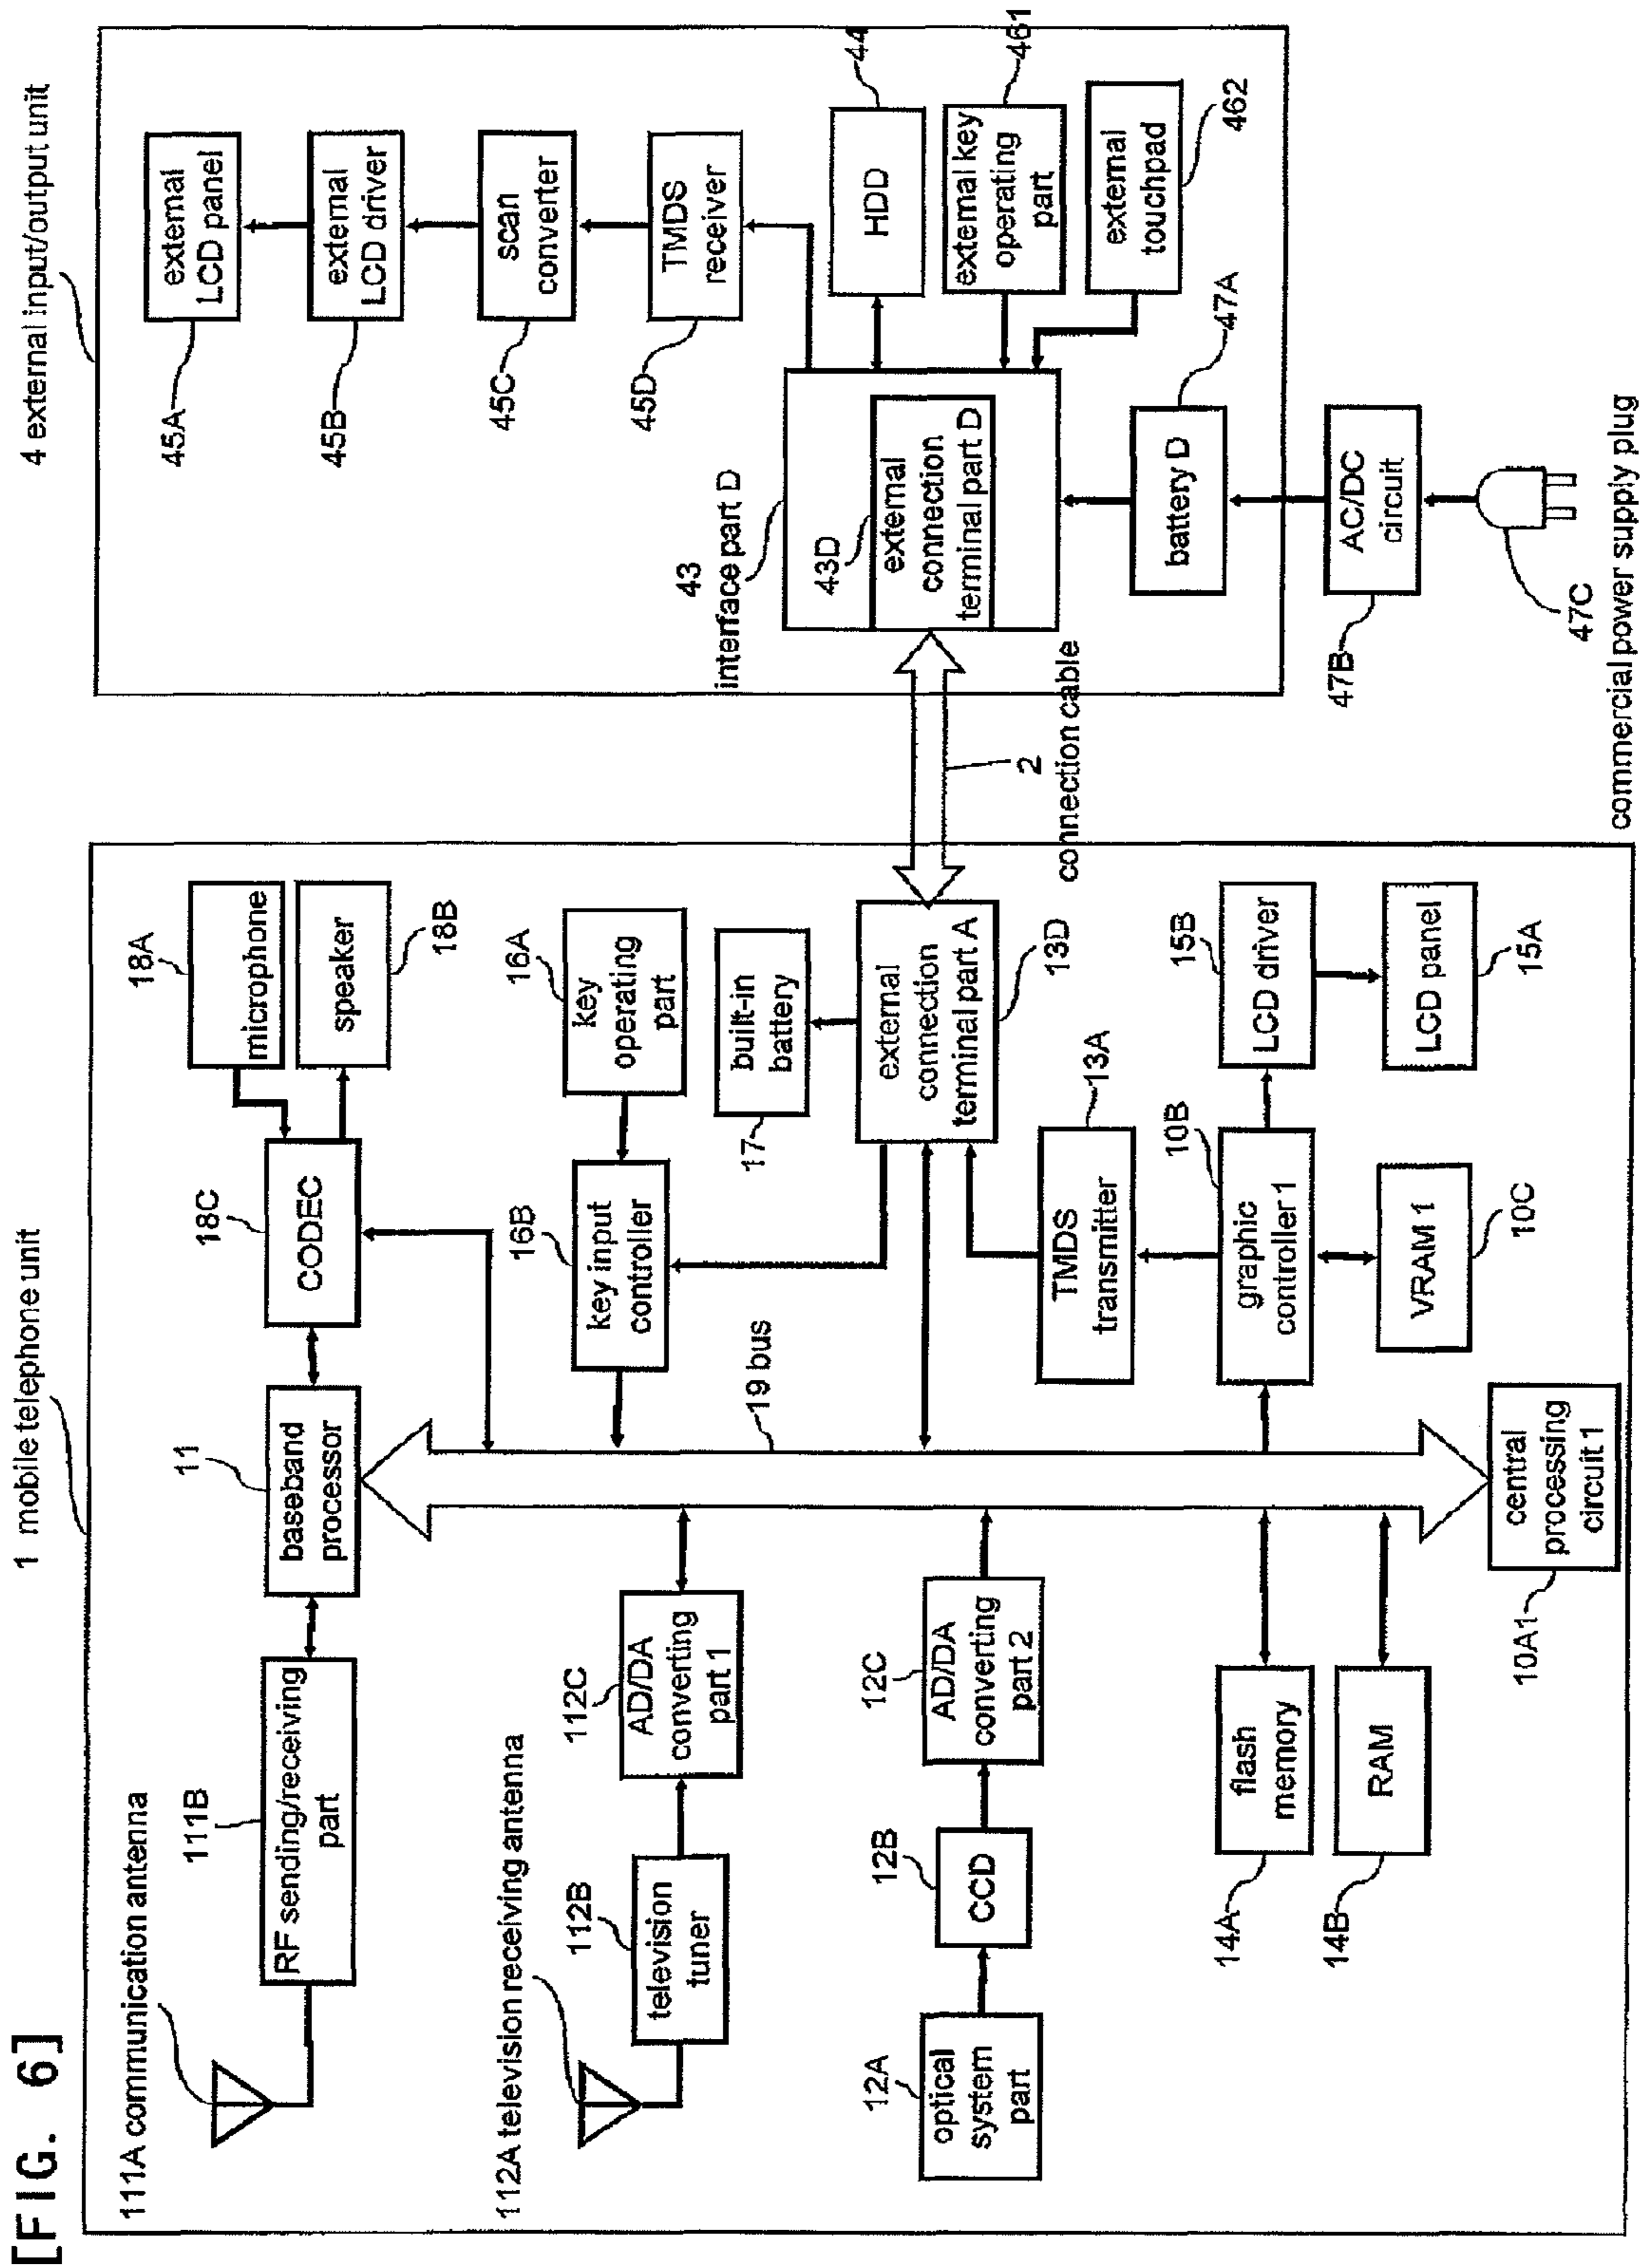 [FIG. 6]
1 mobile telephone unit
4 external input/output unit
111A communication antenna
111B
RF sending/receiving
part
11
baseband
processor
18C
CODEC
18A
microphone
speaker
18B
112A television receiving antenna
112B
television
tuner
112C
AD/DA
converting
part 1
16B
key input
controller
16A
key
operating
part
17
built-in
battery
19 bus
12A
optical
system
part
12B
CCD
12C
AD/DA
converting
part 2
external
connection
terminal part A
13D
TMDS
transmitter
13A
14A
flash
memory
14B
RAM
10B
graphic
controller 1
VRAM 1
10C
15B
LCD driver
LCD panel
15A
10A1
central
processing
circuit 1
2
connection cable
45A
external
LCD panel
45B
external
LCD driver
45C
scan
converter
45D
TMDS
receiver
43
interface part D
43D
external
connection
terminal part D
HDD
44
external key
operating
part
461
external
touchpad
462
battery D
47A
47B
AC/DC
circuit
47C
commercial power supply plug